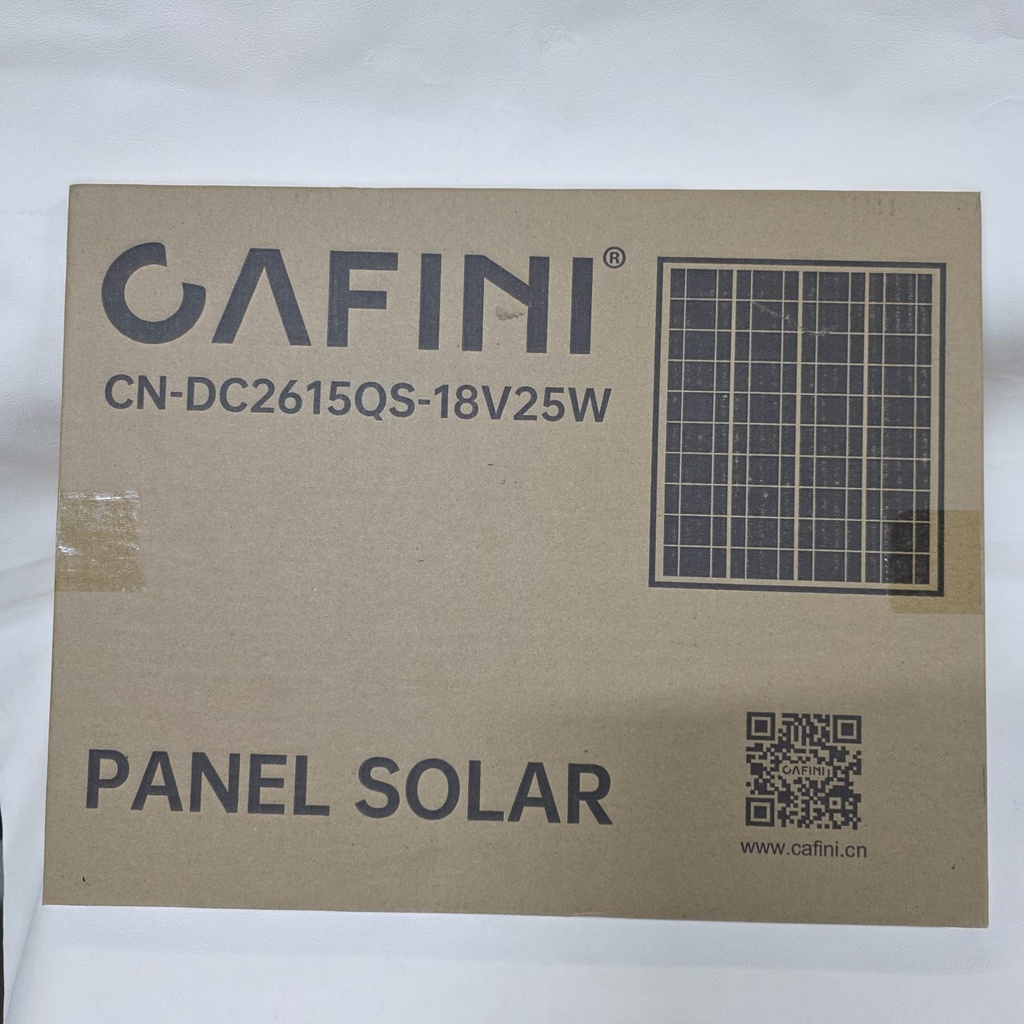 CAFINI®
CN-DC2615QS-18V25W
PANEL SOLAR
CAFINI
www.cafini.cn